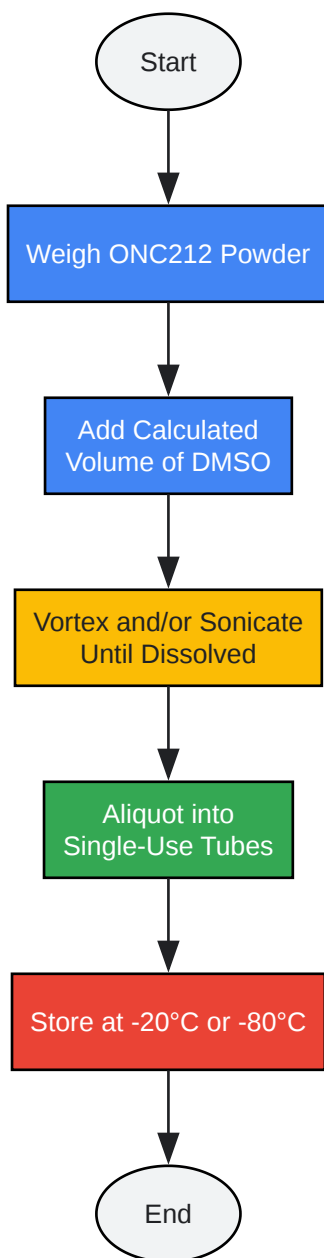 Start
Weigh ONC212 Powder
Add Calculated
Volume of DMSO
Vortex and/or Sonicate
Until Dissolved
Aliquot into
Single-Use Tubes
Store at -20°C or -80°C
End